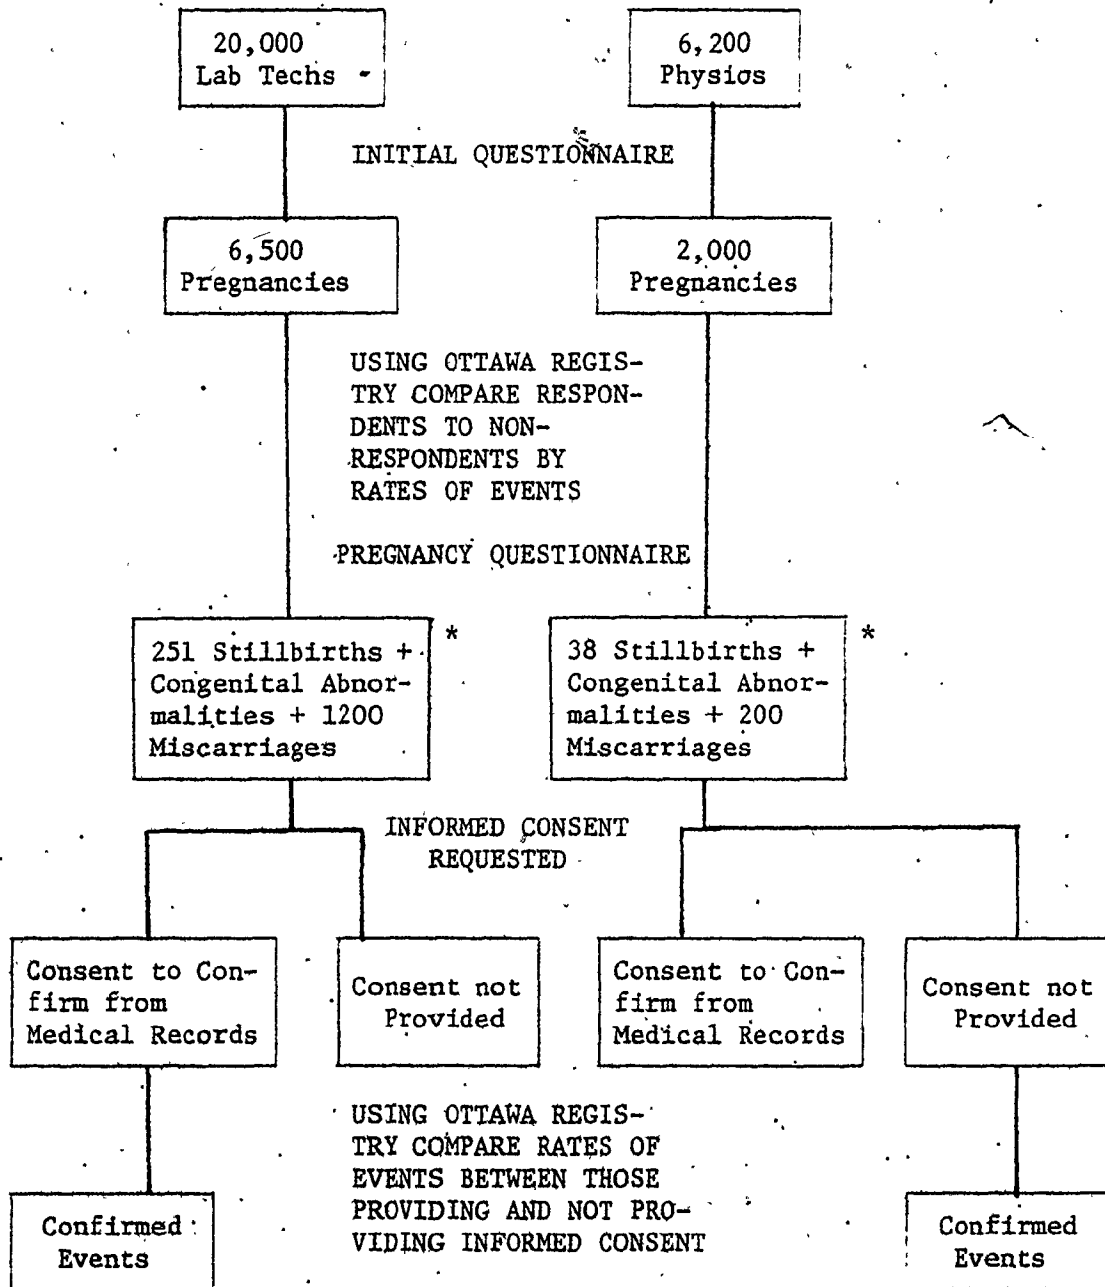 20,000
Lab Techs
6,200
Physios
INITIAL QUESTIONNAIRE
6,500
Pregnancies
2,000
Pregnancies
USING OTTAWA REGIS-
TRY COMPARE RESPON-
DENTS TO NON-
RESPONDENTS BY
RATES OF EVENTS
PREGNANCY QUESTIONNAIRE
251 Stillbirths +
Congenital Abnor-
malities + 1200
Miscarriages
*
38 Stillbirths +
Congenital Abnor-
malities + 200
Miscarriages
*
INFORMED CONSENT
REQUESTED
Consent to Con-
firm from
Medical Records
Consent not
Provided
Consent to Con-
firm from
Medical Records
Consent not
Provided
USING OTTAWA REGIS-
TRY COMPARE RATES OF
EVENTS BETWEEN THOSE
PROVIDING AND NOT PRO-
VIDING INFORMED CONSENT
Confirmed
Events
Confirmed
Events